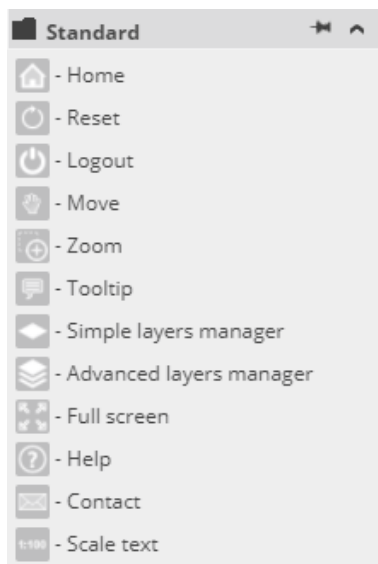 Standard
- Home
- Reset
- Logout
- Move
- Zoom
- Tooltip
- Simple layers manager
- Advanced layers manager
- Full screen
- Help
- Contact
1:100 - Scale text